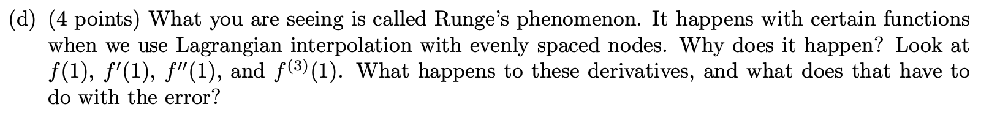 (d) (4 points) What you are seeing is called Runge's phenomenon. It happens with certain functions
when we use Lagrangian interpolation with evenly spaced nodes. Why does it happen? Look at
f(1), f′(1), f″(1), and f⁽³⁾(1). What happens to these derivatives, and what does that have to
do with the error?